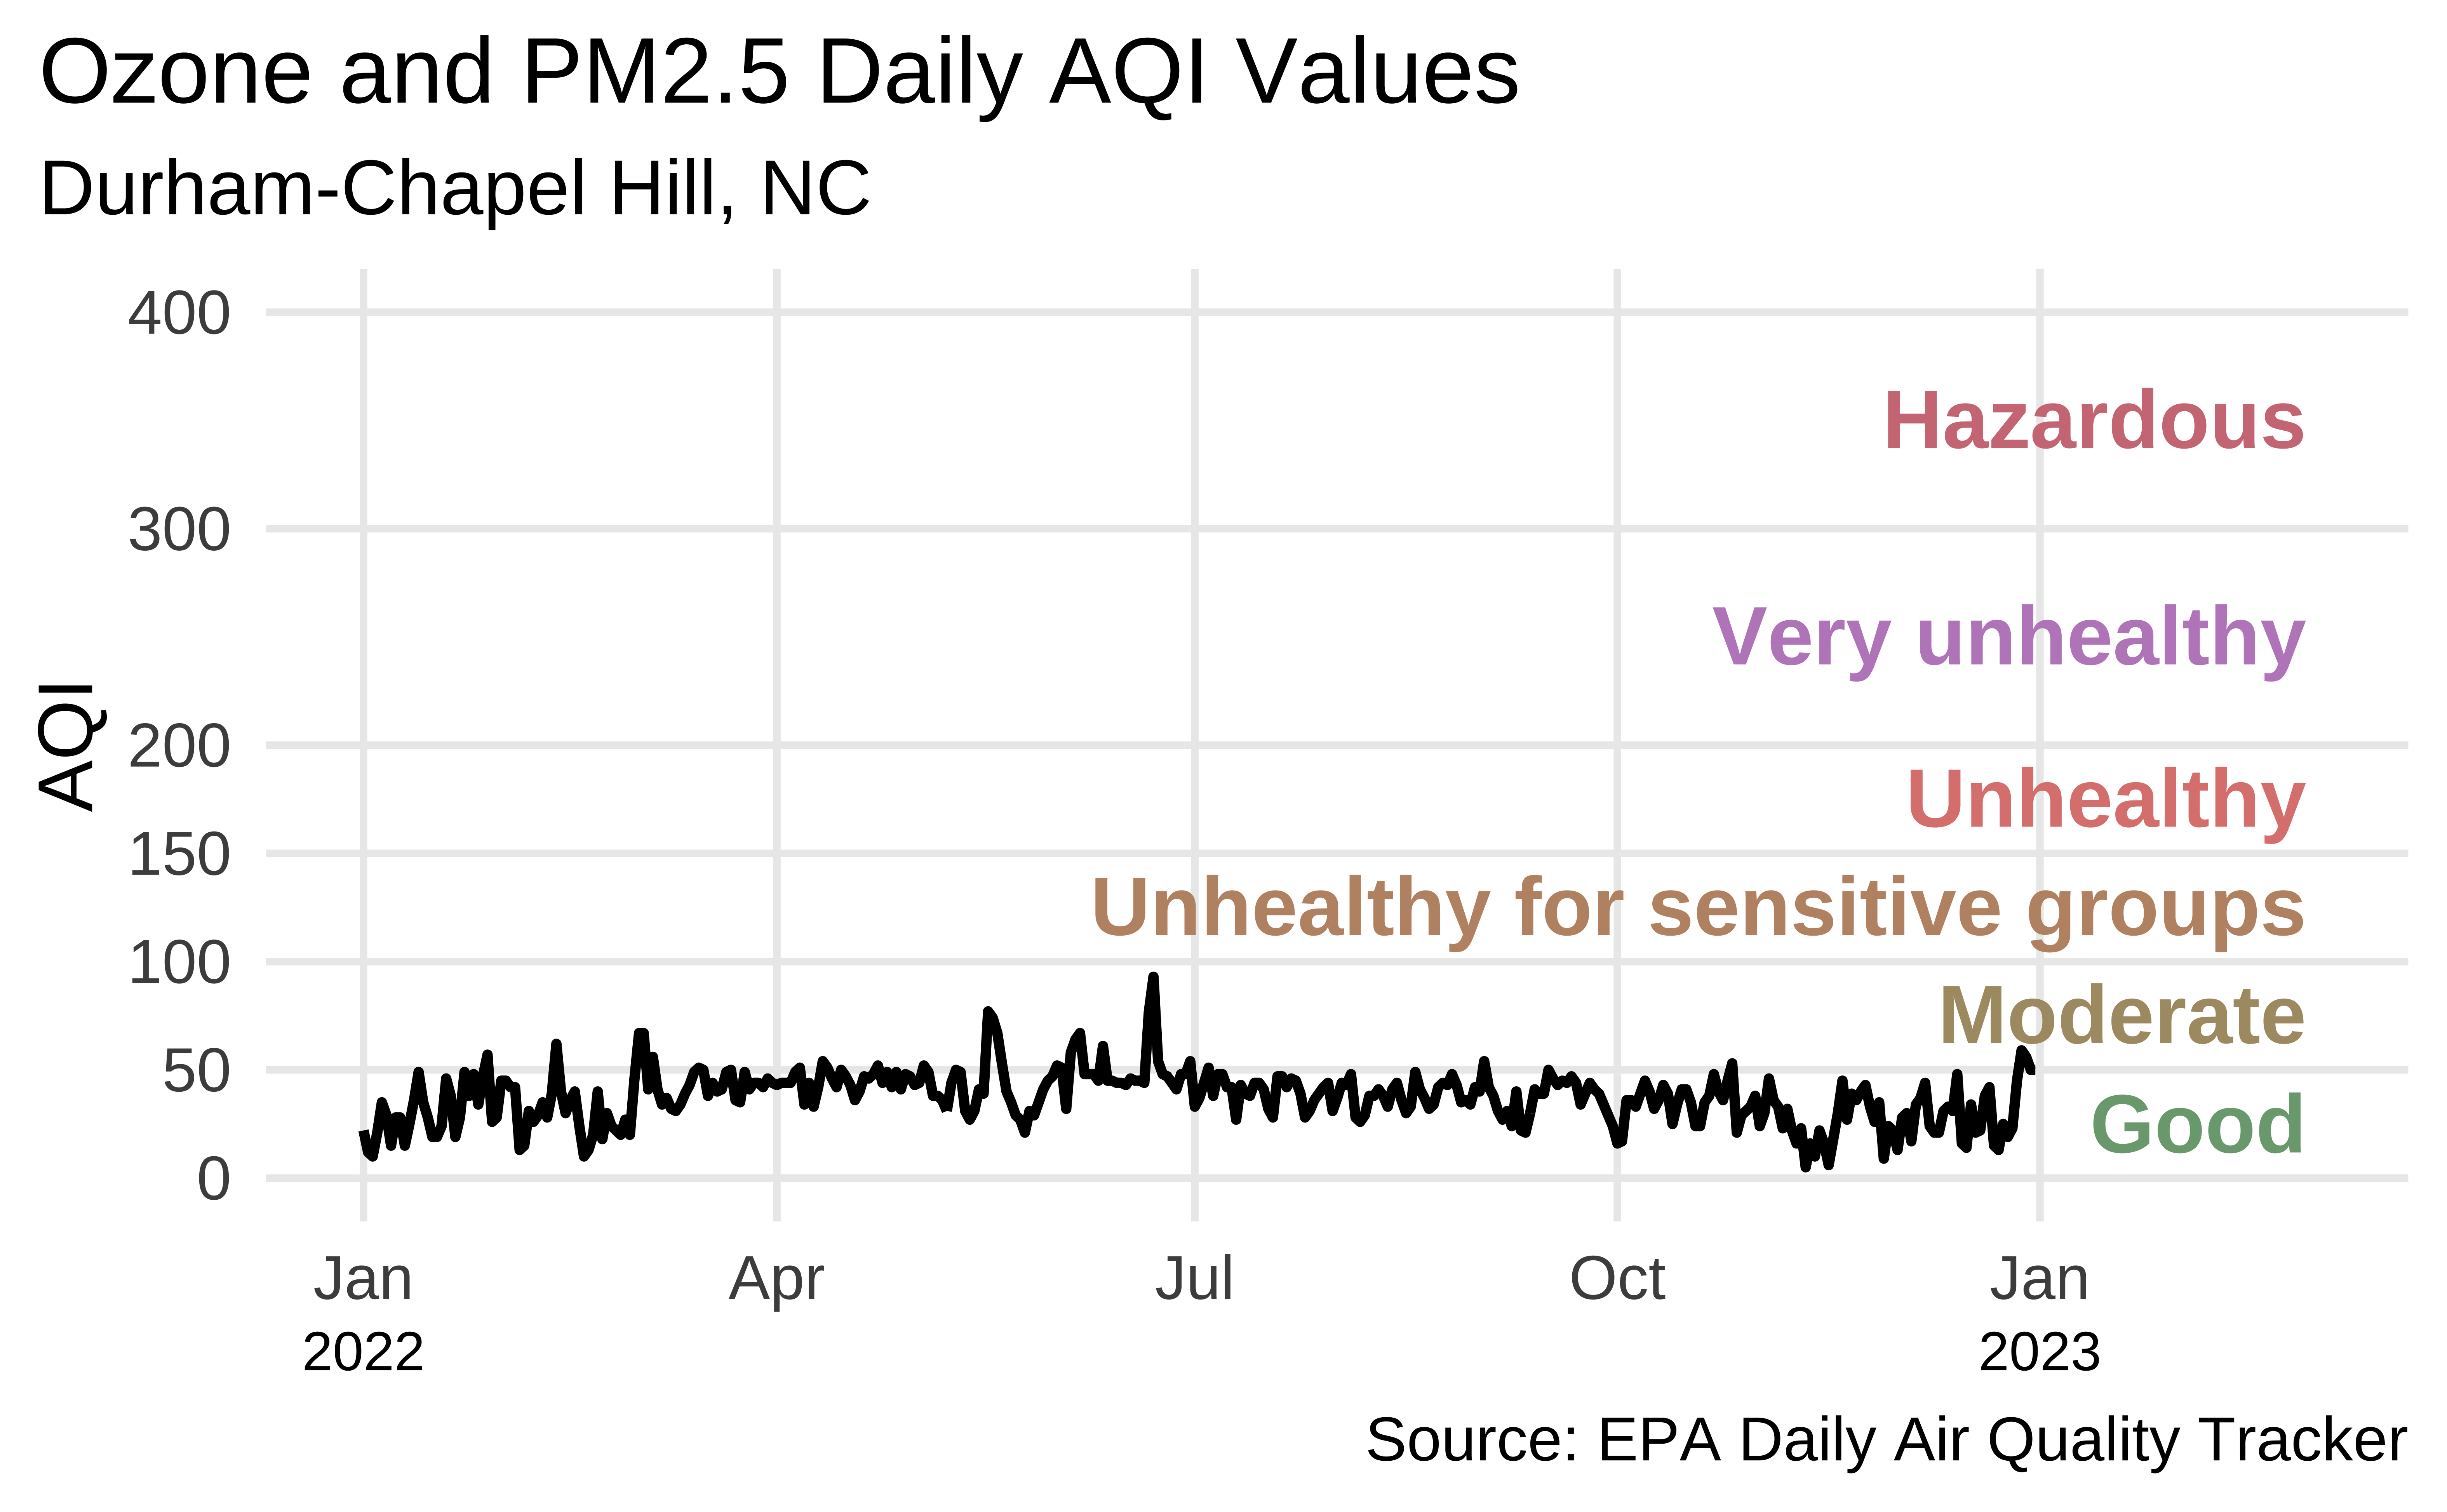 Ozone and PM2.5 Daily AQI Values
Durham-Chapel Hill, NC
AQI
400
Hazardous
300
Very unhealthy
200
Unhealthy
150
Unhealthy for sensitive groups
100
Moderate
50
Good
0
Jan Apr Jul Oct Jan
2022 2023
Source: EPA Daily Air Quality Tracker